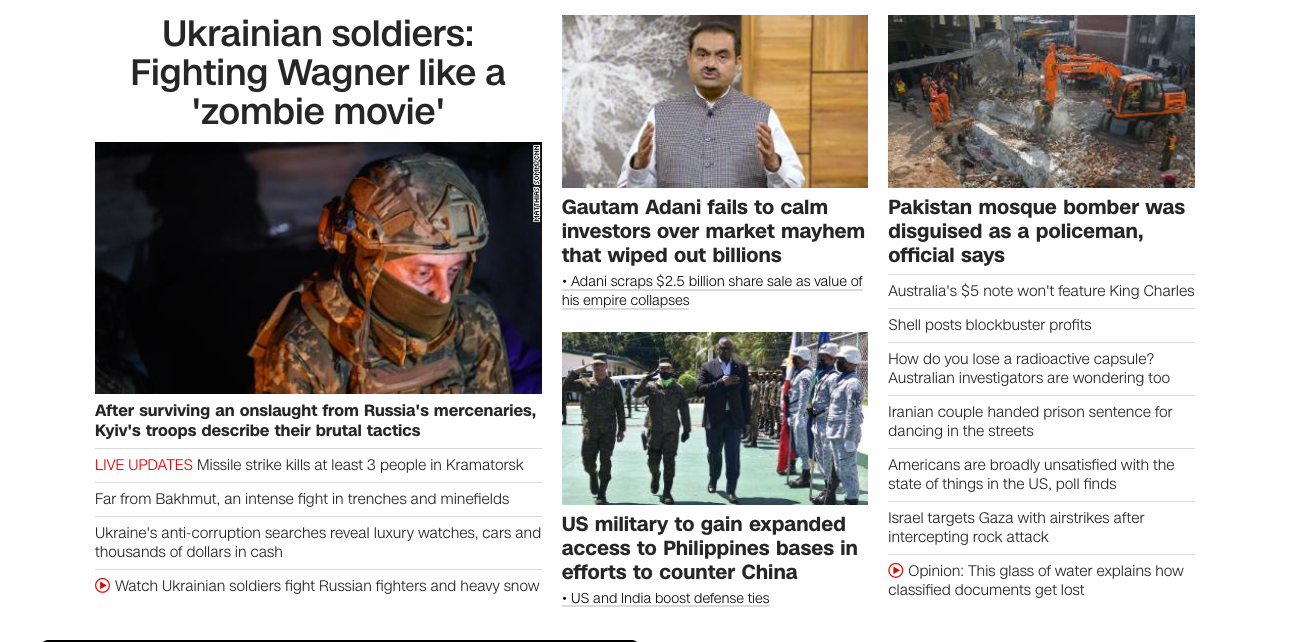 Ukrainian soldiers:
Fighting Wagner like a
'zombie movie'
MATTHIAS SOMM/CNN
After surviving an onslaught from Russia's mercenaries,
Kyiv's troops describe their brutal tactics
LIVE UPDATES Missile strike kills at least 3 people in Kramatorsk
Far from Bakhmut, an intense fight in trenches and minefields
Ukraine's anti-corruption searches reveal luxury watches, cars and
thousands of dollars in cash
Watch Ukrainian soldiers fight Russian fighters and heavy snow
Gautam Adani fails to calm
investors over market mayhem
that wiped out billions
• Adani scraps $2.5 billion share sale as value of
his empire collapses
US military to gain expanded
access to Philippines bases in
efforts to counter China
• US and India boost defense ties
Pakistan mosque bomber was
disguised as a policeman,
official says
Australia's $5 note won't feature King Charles
Shell posts blockbuster profits
How do you lose a radioactive capsule?
Australian investigators are wondering too
Iranian couple handed prison sentence for
dancing in the streets
Americans are broadly unsatisfied with the
state of things in the US, poll finds
Israel targets Gaza with airstrikes after
intercepting rock attack
Opinion: This glass of water explains how
classified documents get lost